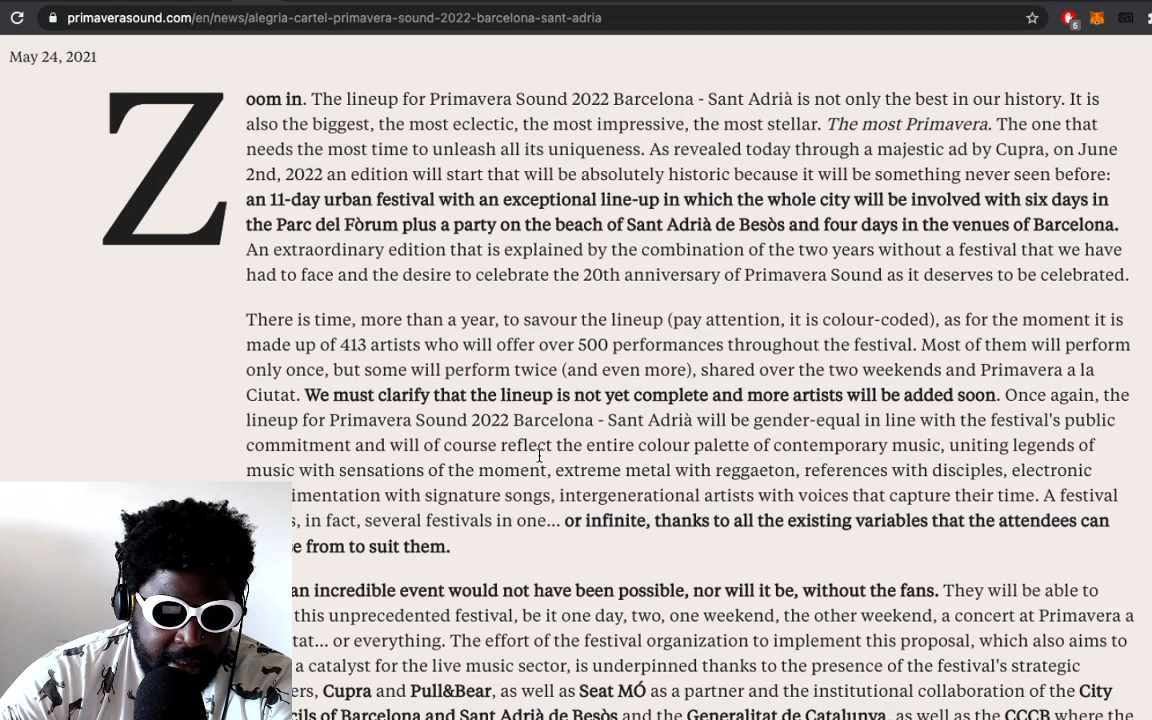 primaverasound.com/en/news/alegria-cartel-primavera-sound-2022-barcelona-sant-adria
5
May 24, 2021
Zoom in. The lineup for Primavera Sound 2022 Barcelona - Sant Adrià is not only the best in our history. It is
also the biggest, the most eclectic, the most impressive, the most stellar. The most Primavera. The one that
needs the most time to unleash all its uniqueness. As revealed today through a majestic ad by Cupra, on June
2nd, 2022 an edition will start that will be absolutely historic because it will be something never seen before:
an 11-day urban festival with an exceptional line-up in which the whole city will be involved with six days in
the Parc del Fòrum plus a party on the beach of Sant Adrià de Besòs and four days in the venues of Barcelona.
An extraordinary edition that is explained by the combination of the two years without a festival that we have
had to face and the desire to celebrate the 20th anniversary of Primavera Sound as it deserves to be celebrated.
There is time, more than a year, to savour the lineup (pay attention, it is colour-coded), as for the moment it is
made up of 413 artists who will offer over 500 performances throughout the festival. Most of them will perform
only once, but some will perform twice (and even more), shared over the two weekends and Primavera a la
Ciutat. We must clarify that the lineup is not yet complete and more artists will be added soon. Once again, the
lineup for Primavera Sound 2022 Barcelona - Sant Adrià will be gender-equal in line with the festival's public
commitment and will of course reflect the entire colour palette of contemporary music, uniting legends of
music with sensations of the moment, extreme metal with reggaeton, references with disciples, electronic
imentation with signature songs, intergenerational artists with voices that capture their time. A festival
s, in fact, several festivals in one... or infinite, thanks to all the existing variables that the attendees can
e from to suit them.
an incredible event would not have been possible, nor will it be, without the fans. They will be able to
this unprecedented festival, be it one day, two, one weekend, the other weekend, a concert at Primavera a
tat... or everything. The effort of the festival organization to implement this proposal, which also aims to
a catalyst for the live music sector, is underpinned thanks to the presence of the festival's strategic
ers, Cupra and Pull&Bear, as well as Seat MÓ as a partner and the institutional collaboration of the City
cils of Barcelona and Sant Adrià de Besòs and the Generalitat de Catalunya, as well as the CCCB where the